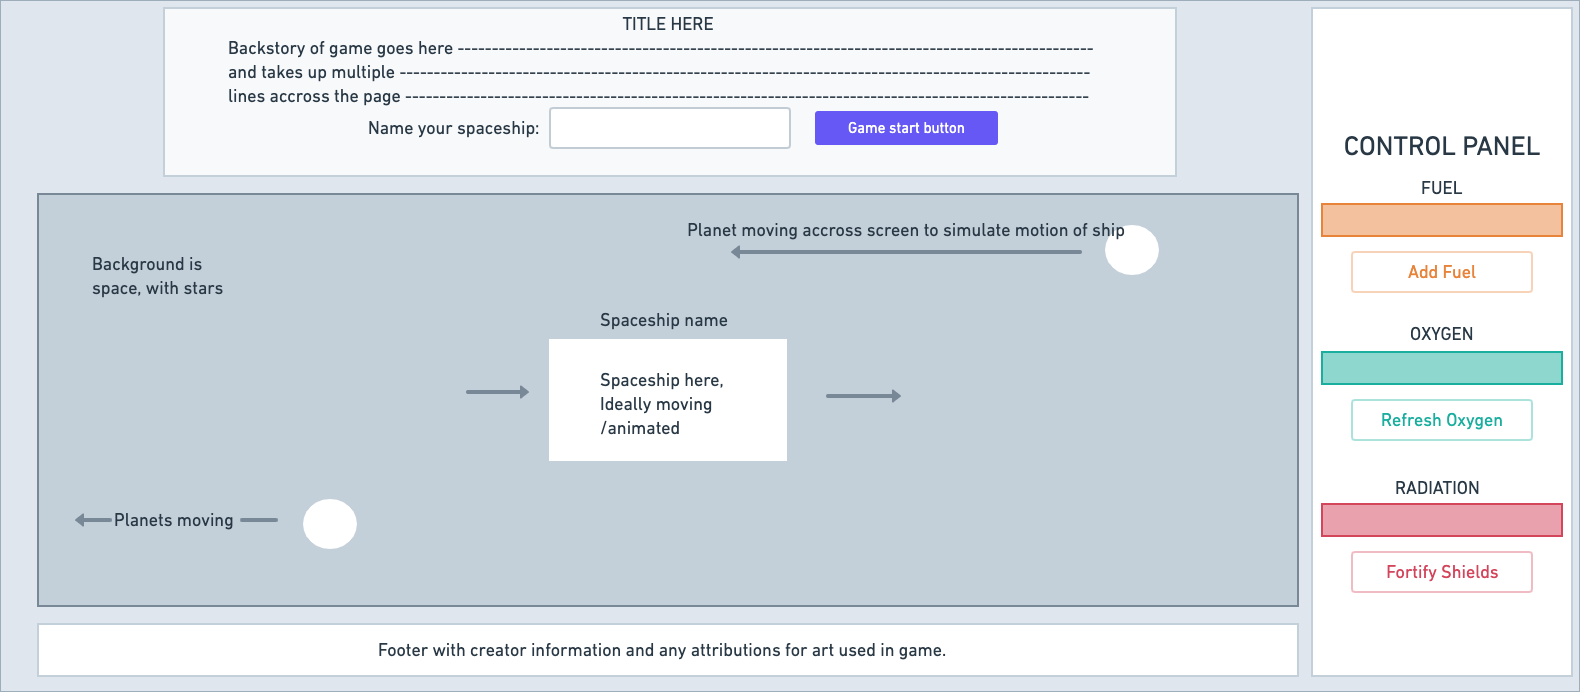 TITLE HERE
Backstory of game goes here ---------------------------------------------------------------------------------------------
and takes up multiple -----------------------------------------------------------------------------------------------------
lines accross the page ----------------------------------------------------------------------------------------------------
Name your spaceship:
Game start button
Planet moving accross screen to simulate motion of ship
Background is
space, with stars
Spaceship name
Spaceship here,
Ideally moving
/animated
Planets moving
Footer with creator information and any attributions for art used in game.
CONTROL PANEL
FUEL
Add Fuel
OXYGEN
Refresh Oxygen
RADIATION
Fortify Shields